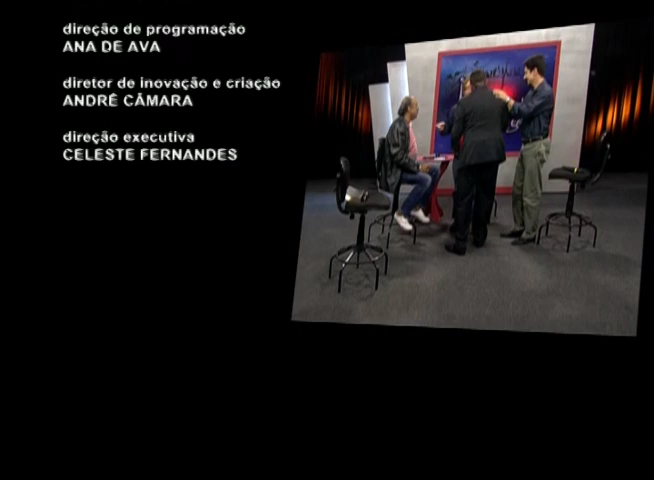 direção de programação
ANA DE AVA
diretor de inovação e criação
ANDRÉ CÂMARA
direção executiva
CELESTE FERNANDES